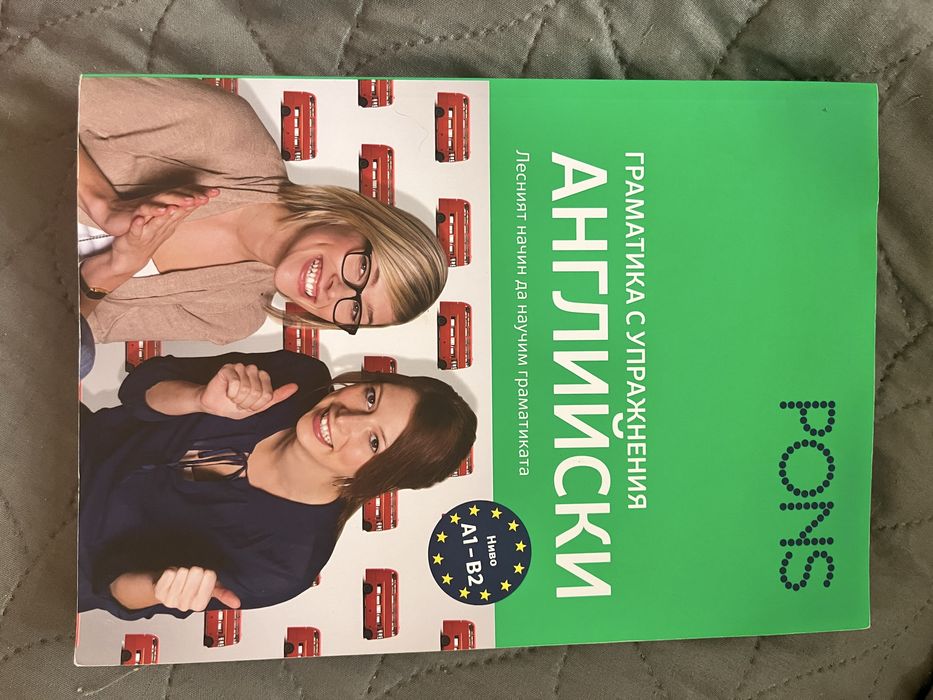 PONS
ГРАМАТИКА С УПРАЖНЕНИЯ
АНГЛИЙСКИ
Лесният начин да научим граматиката
Ниво
A1 – B2